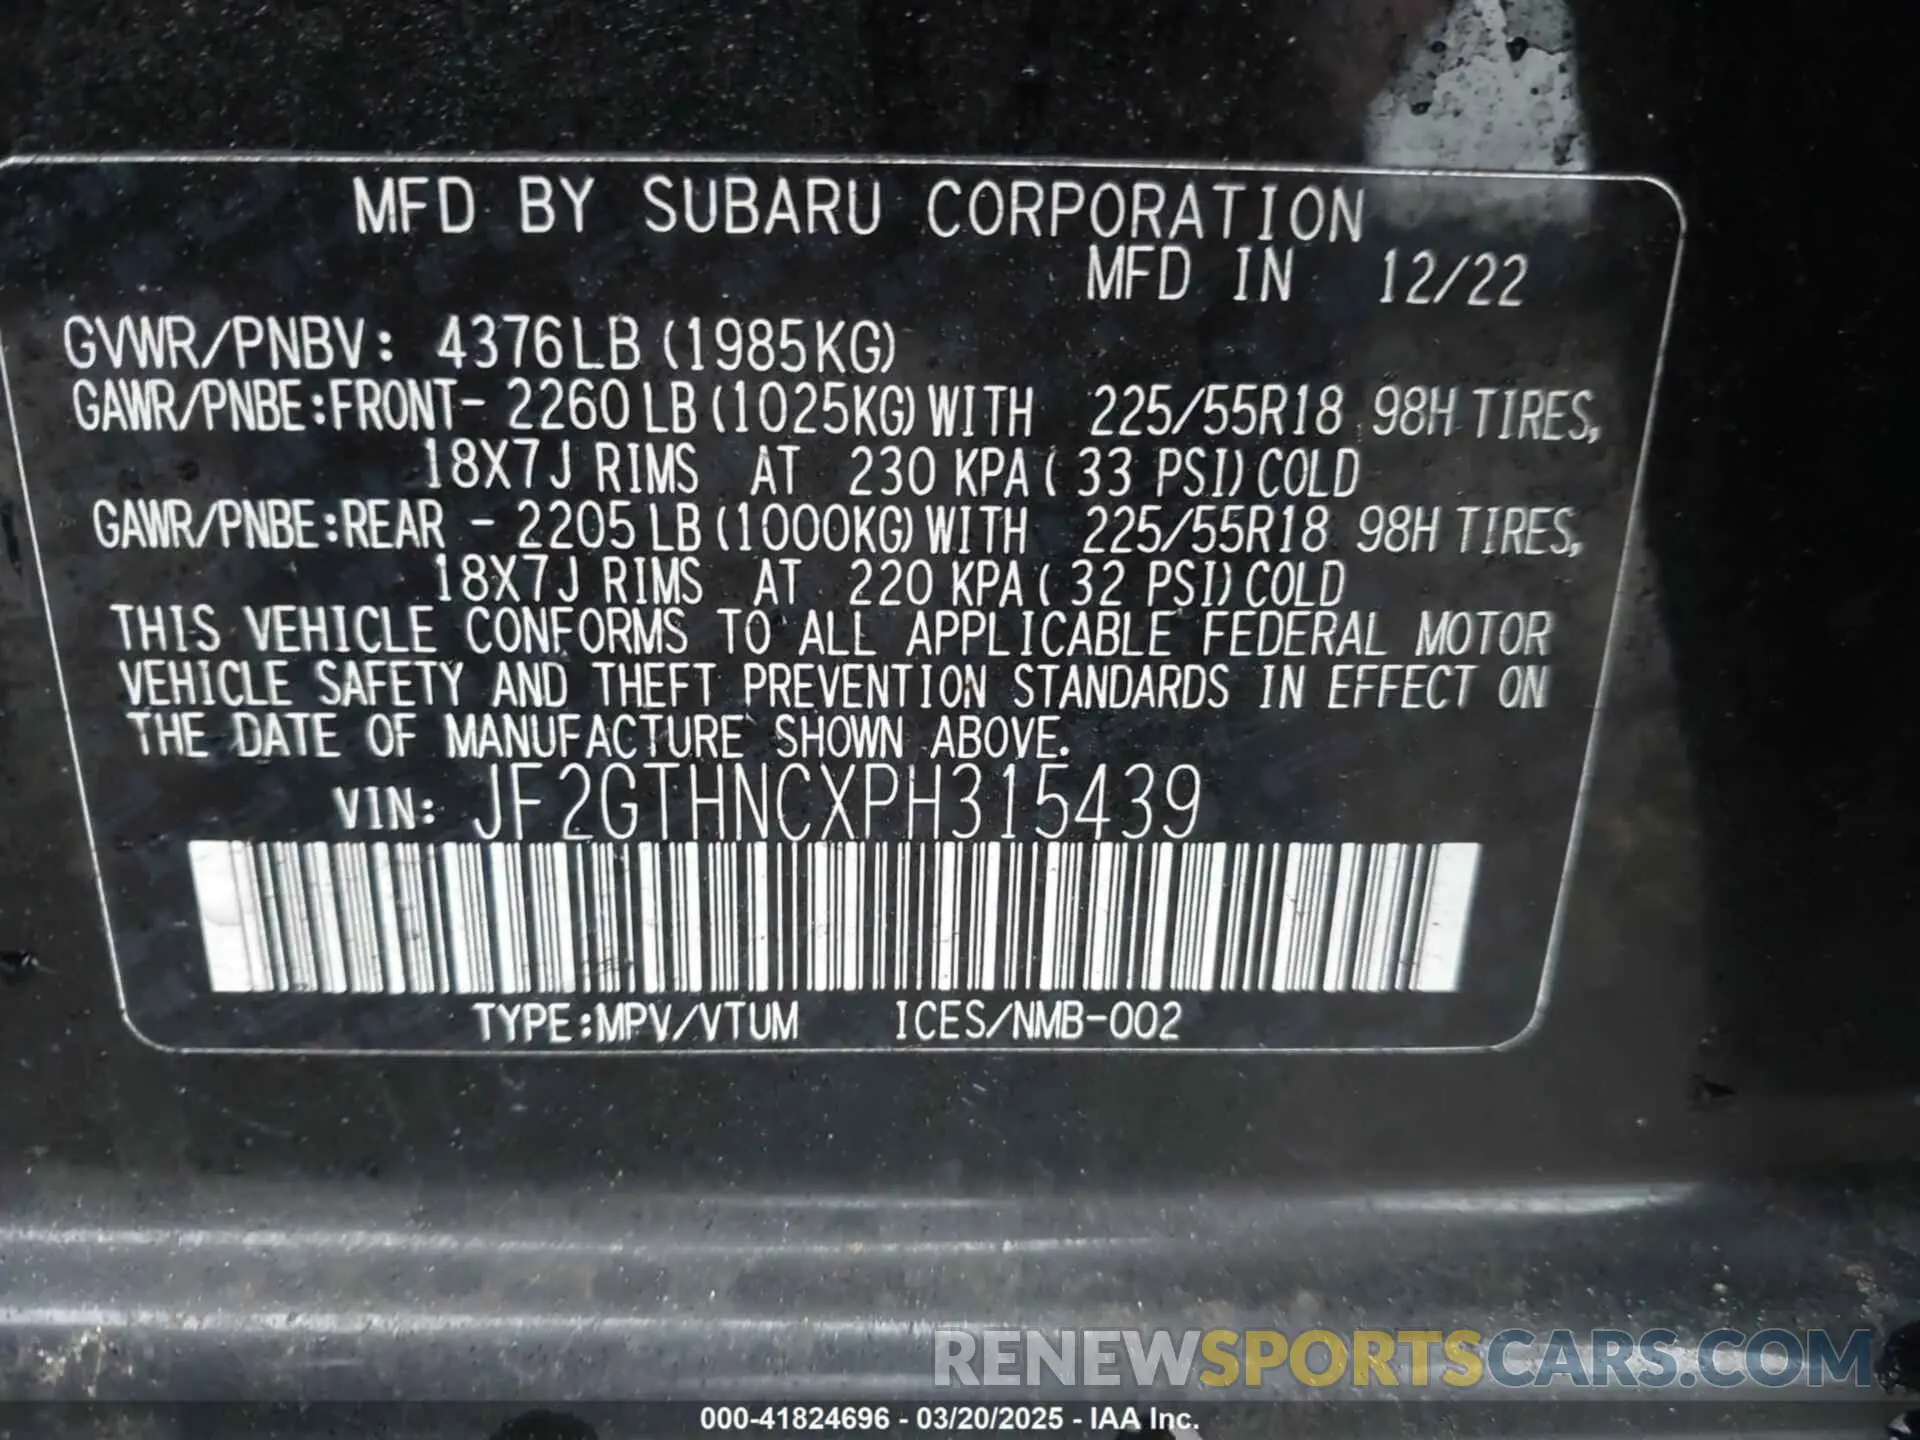 MFD BY SUBARU CORPORATION
MFD IN 12/22
GVWR/PNBV: 4376LB (1985KG)
GAWR/PNBE:FRONT- 2260 LB (1025KG) WITH 225/55R18 98H TIRES,
18X7J RIMS AT 230 KPA ( 33 PSI) COLD
GAWR/PNBE:REAR - 2205 LB (1000KG) WITH 225/55R18 98H TIRES,
18X7J RIMS AT 220 KPA ( 32 PSI) COLD
THIS VEHICLE CONFORMS TO ALL APPLICABLE FEDERAL MOTOR
VEHICLE SAFETY AND THEFT PREVENTION STANDARDS IN EFFECT ON
THE DATE OF MANUFACTURE SHOWN ABOVE.
VIN: JF2GTHNCXPH315439
TYPE:MPV/VTUM ICES/NMB-002
RENEWSPORTSCARS.COM
000-41824696 - 03/20/2025 - IAA Inc.